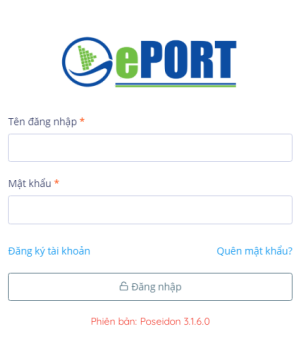 ePORT
Tên đăng nhập *
Mật khẩu *
Đăng ký tài khoản
Quên mật khẩu?
Đăng nhập
Phiên bản: Poseidon 3.1.6.0